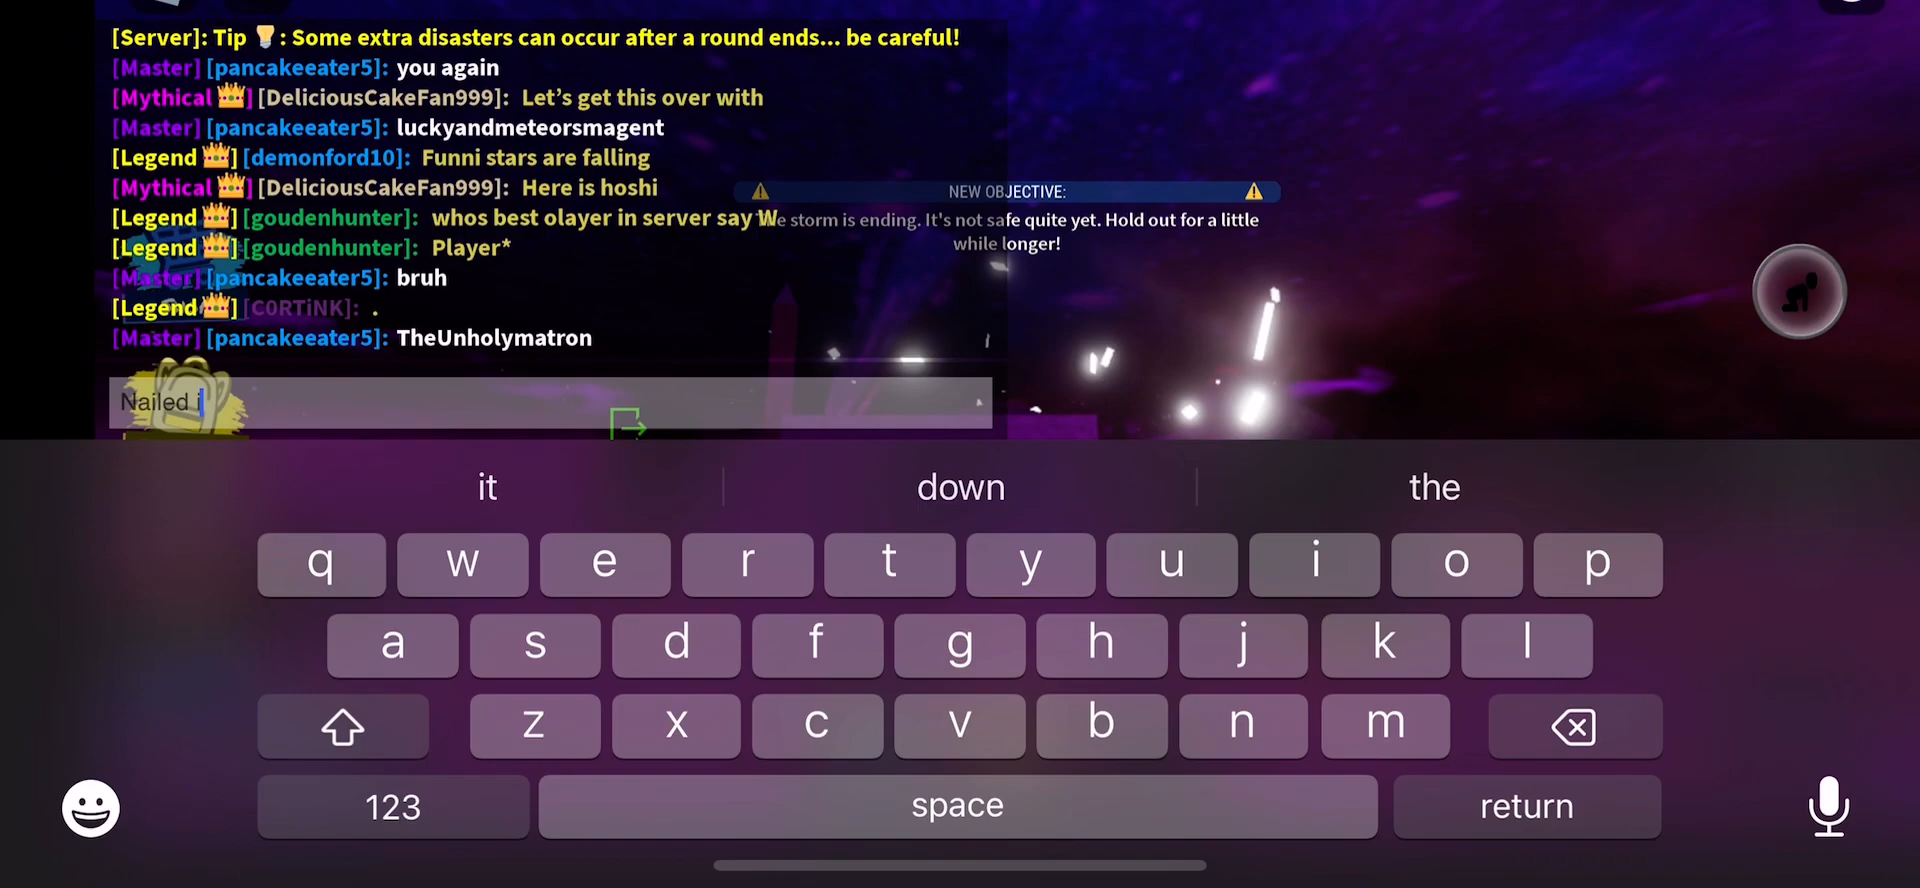 [Server]: Tip 💡: Some extra disasters can occur after a round ends... be careful!
[Master] [pancakeeater5]: you again
[Mythical 👑] [DeliciousCakeFan999]: Let’s get this over with
[Master] [pancakeeater5]: luckyandmeteorsmagent
[Legend 👑] [demonford10]: Funni stars are falling
[Mythical 👑] [DeliciousCakeFan999]: Here is hoshi
[Legend 👑] [goudenhunter]: whos best olayer in server say W
[Legend 👑] [goudenhunter]: Player*
[Master] [pancakeeater5]: bruh
[Legend 👑] [C0RTiNK]: .
[Master] [pancakeeater5]: TheUnholymatron
NEW OBJECTIVE:
storm is ending. It's not safe quite yet. Hold out for a little
while longer!
Nailed i
it down the
q w e r t y u i o p
a s d f g h j k l
z x c v b n m
123 space return